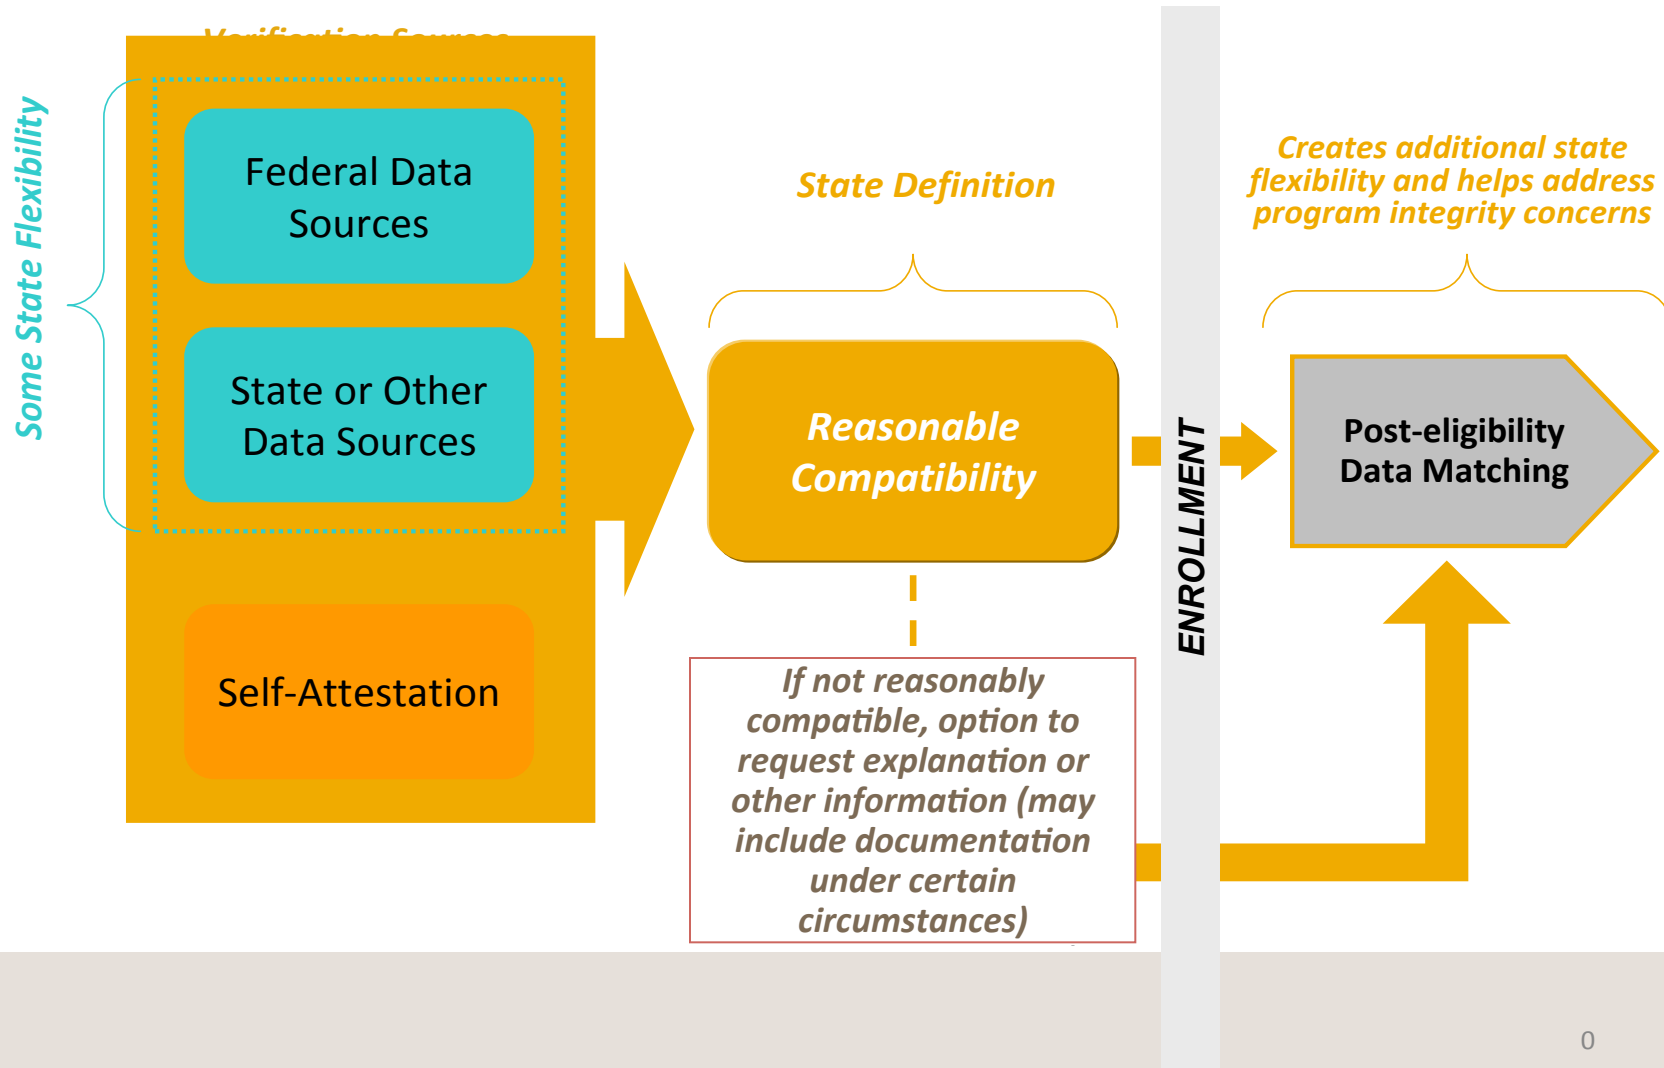 Verification Sources
Some State Flexibility
Federal Data
Sources
State or Other
Data Sources
Self-Attestation
State Definition
Reasonable
Compatibility
If not reasonably
compatible, option to
request explanation or
other information (may
include documentation
under certain
circumstances)
ENROLLMENT
Creates additional state
flexibility and helps address
program integrity concerns
Post-eligibility
Data Matching
0